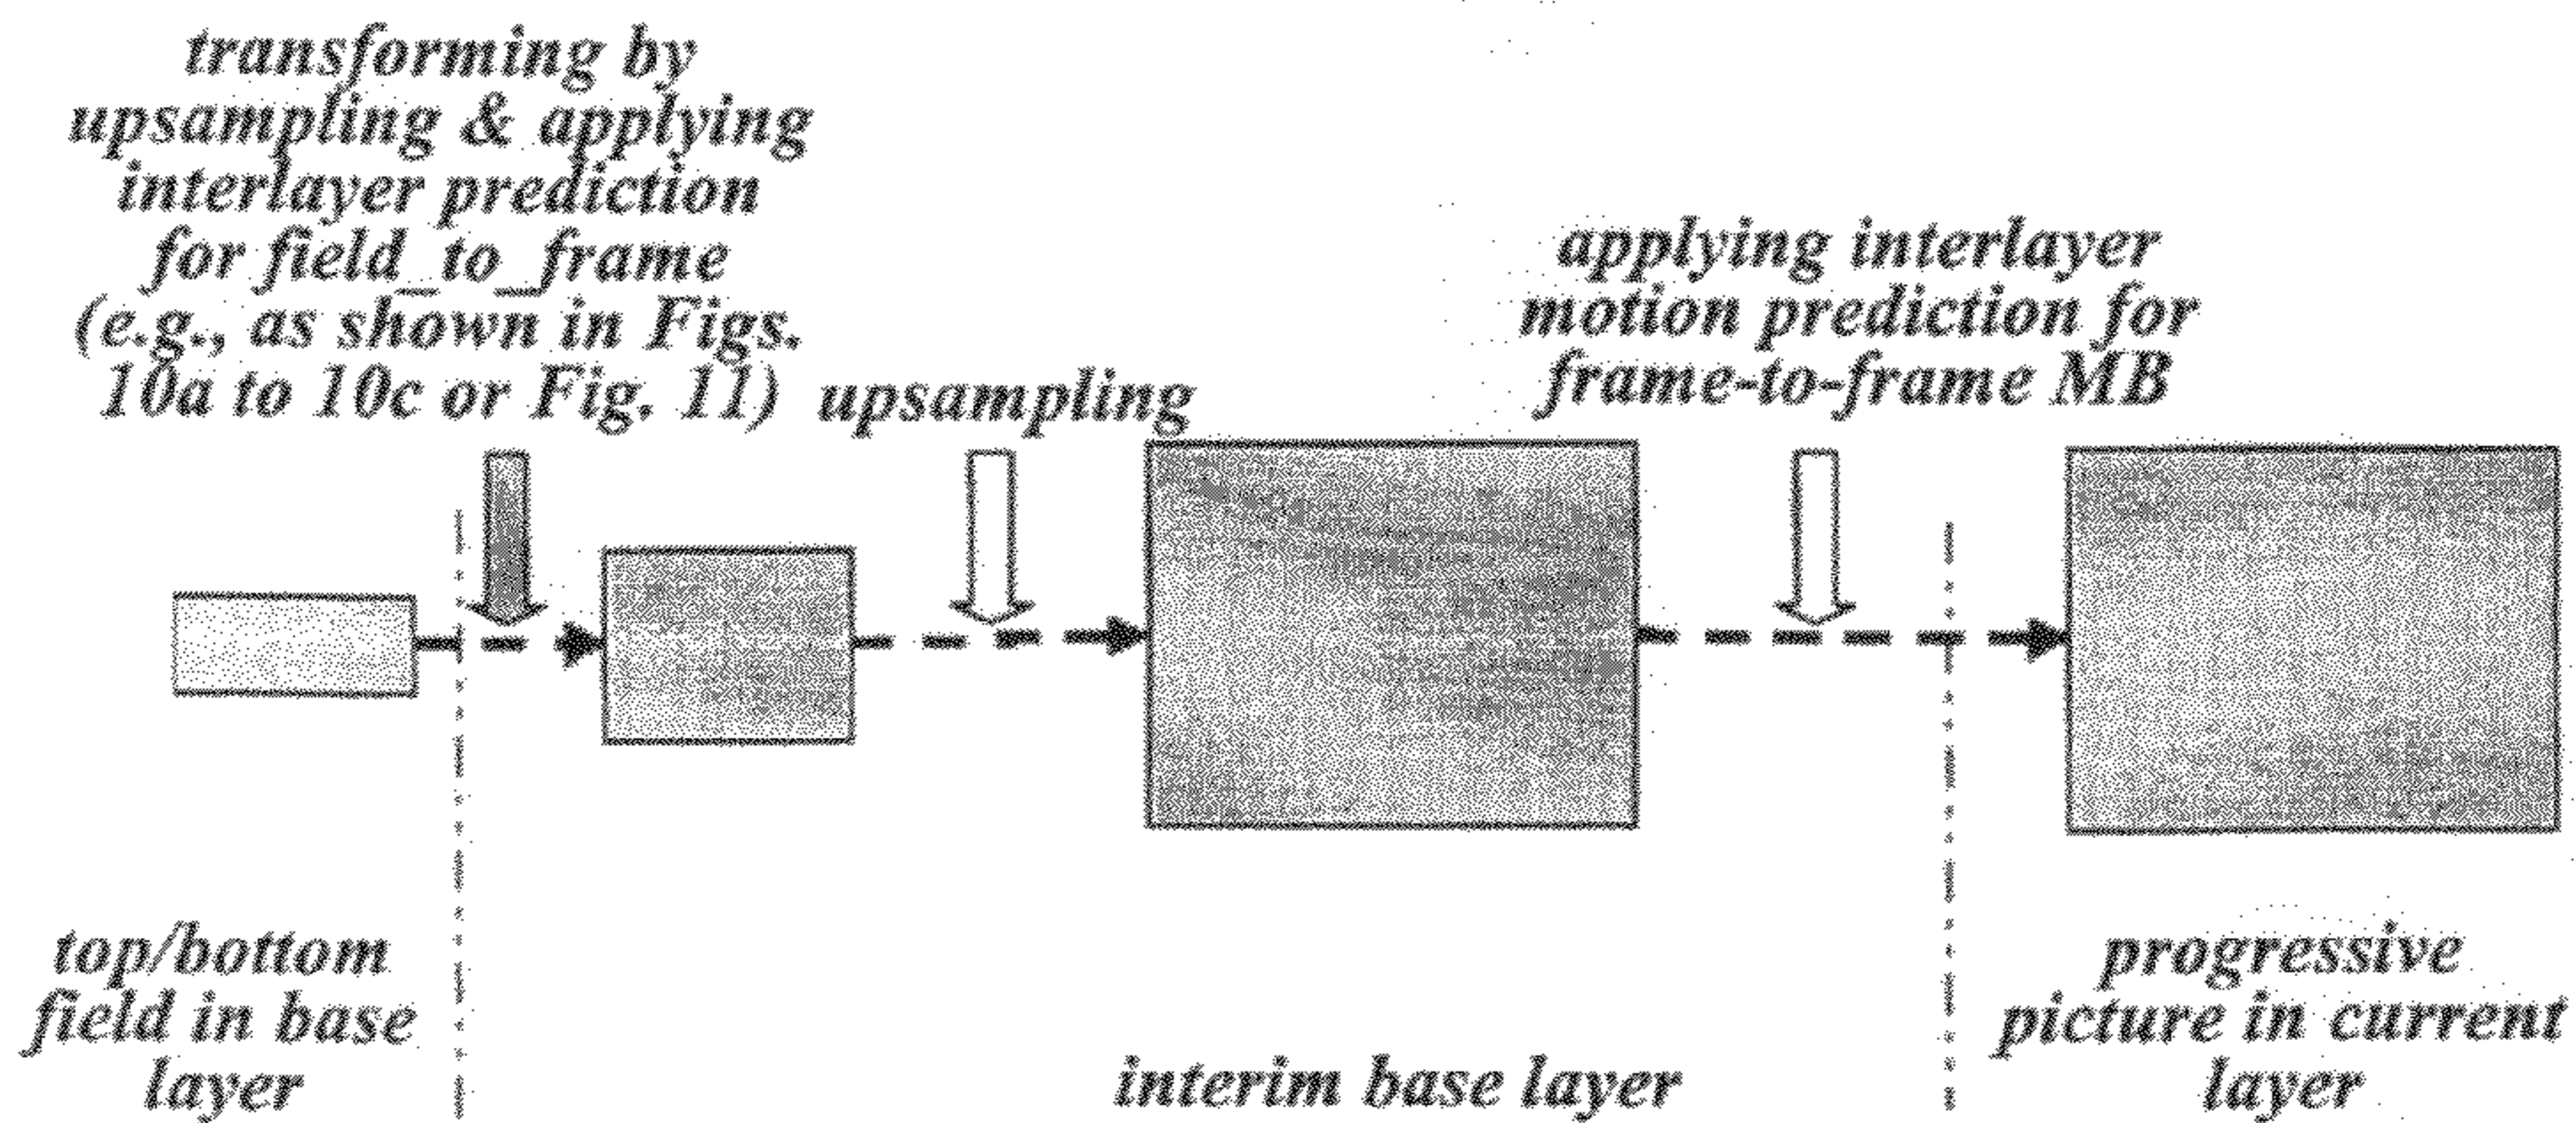 transforming by
upsampling & applying
interlayer prediction
for field_to_frame
(e.g., as shown in Figs.
10a to 10c or Fig. 11)
upsampling
applying interlayer
motion prediction for
frame-to-frame MB
top/bottom
field in base
layer
interim base layer
progressive
picture in current
layer